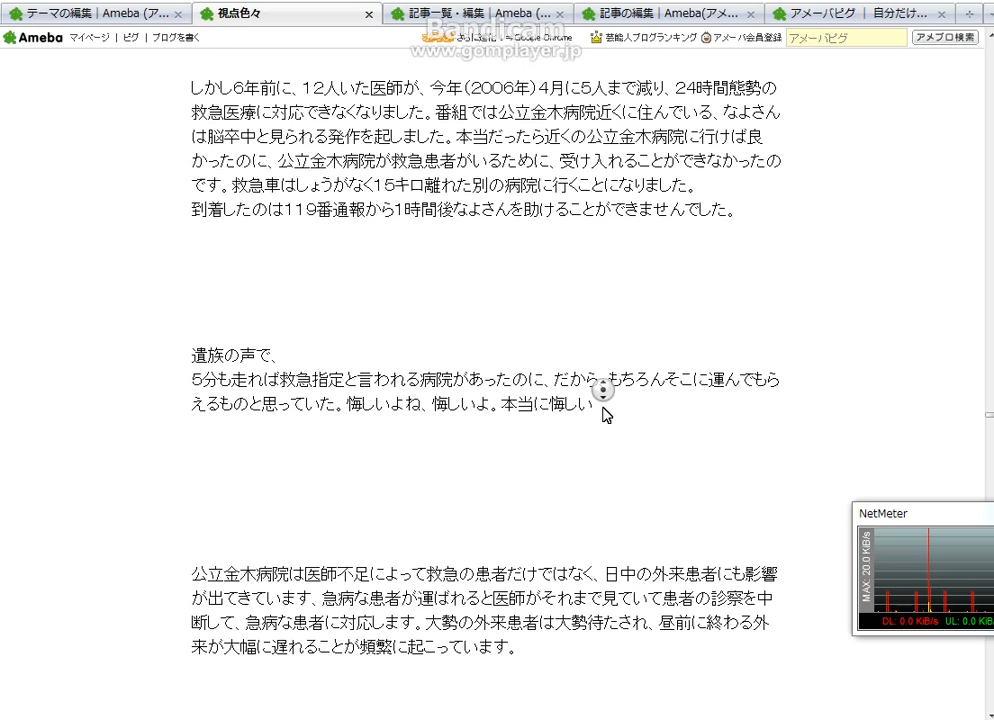 テーマの編集｜Ameba (ア...
視点色々
記事一覧・編集｜Ameba (...
記事の編集｜Ameba(アメ...
アメーバピグ ｜ 自分だけ...
Ameba マイページ | ピグ | ブログを書く
Google Chrome
芸能人ブログランキング アメーバ会員登録 アメーバピグ アメブロ検索
Bandicam
www.gomplayer.jp
しかし6年前に、12人いた医師が、今年(2006年)4月に5人まで減り、24時間態勢の
救急医療に対応できなくなりました。番組では公立金木病院近くに住んでいる、なよさん
は脳卒中と見られる発作を起しました。本当だったら近くの公立金木病院に行けば良
かったのに、公立金木病院が救急患者がいるために、受け入れることができなかったの
です。救急車はしょうがなく15キロ離れた別の病院に行くことになりました。
到着したのは119番通報から1時間後なよさんを助けることができませんでした。
遺族の声で、
5分も走れば救急指定と言われる病院があったのに、だから、もちろんそこに運んでもら
えるものと思っていた。悔しいよね、悔しいよ。本当に悔しい
公立金木病院は医師不足によって救急の患者だけではなく、日中の外来患者にも影響
が出てきています、急病な患者が運ばれると医師がそれまで見ていて患者の診察を中
断して、急病な患者に対応します。大勢の外来患者は大勢待たされ、昼前に終わる外
来が大幅に遅れることが頻繁に起こっています。
NetMeter
MAX: 20.0 KiB/s
DL: 0.0 KiB/s UL: 0.0 KiB